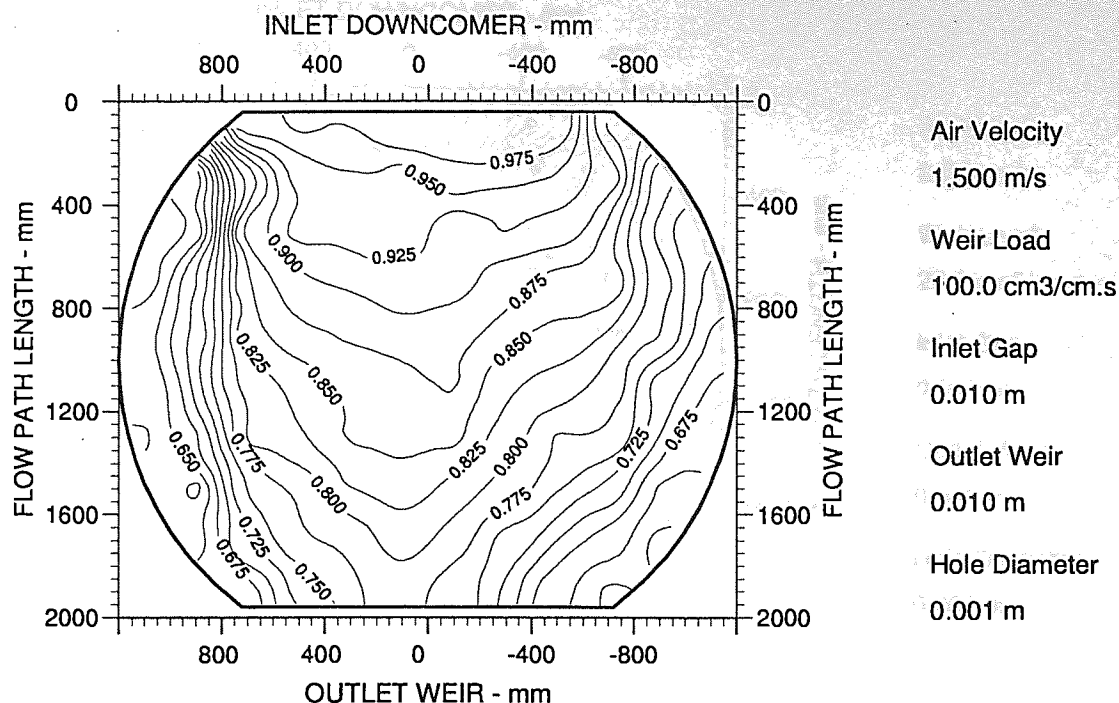 INLET DOWNCOMER - mm
800 400 0 -400 -800
0 0
400 400
800 800
1200 1200
1600 1600
2000 2000
FLOW PATH LENGTH - mm
FLOW PATH LENGTH - mm
0.975
0.950
0.925
0.900
0.875
0.850
0.825
0.850
0.825
0.800
0.775
0.725
0.675
0.650
0.775
0.800
0.725
0.675
0.750
800 400 0 -400 -800
OUTLET WEIR - mm
Air Velocity
1.500 m/s
Weir Load
100.0 cm3/cm.s
Inlet Gap
0.010 m
Outlet Weir
0.010 m
Hole Diameter
0.001 m